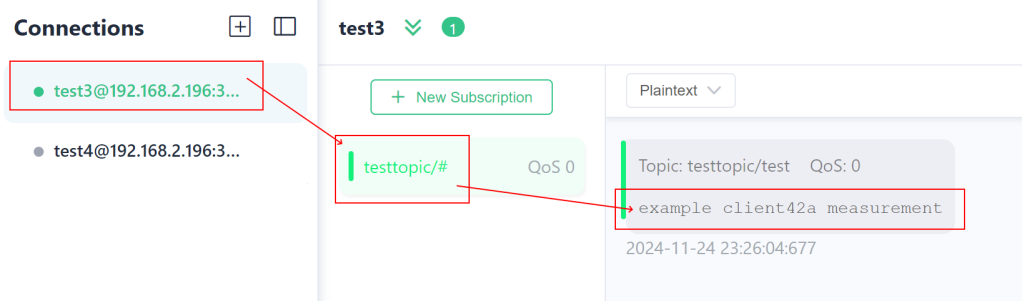 Connections
test3@192.168.2.196:3...
test4@192.168.2.196:3...
test3 1
New Subscription
testtopic/# QoS 0
Plaintext
Topic: testtopic/test QoS: 0
example client42a measurement
2024-11-24 23:26:04:677